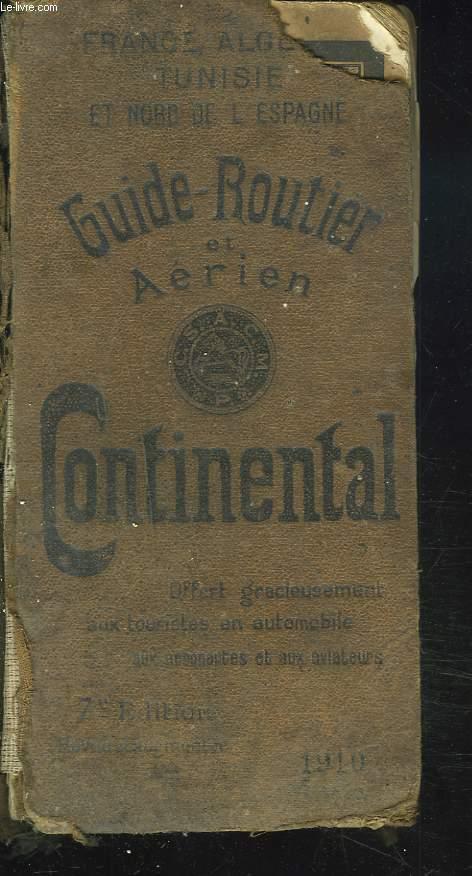 Le-livre.com
FRANCE, ALGE
TUNISIE
ET NORD DE L'ESPAGNE
Guide-Routier
et
Aérien
C S A C M P
Continental
Offert gracieusement
aux touristes en automobile
aux aéronautes et aux aviateurs
7e Edition
1910